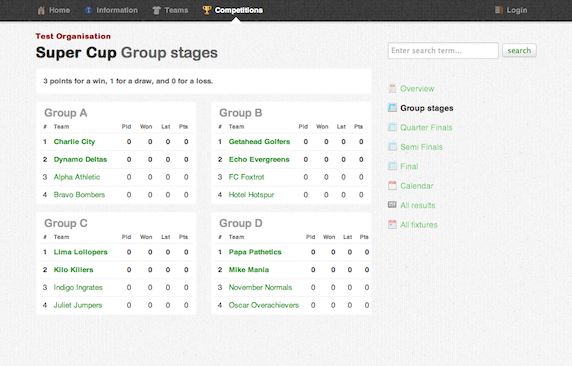 Home Information Teams Competitions Login
Test Organisation
Super Cup Group stages
Enter search term... search
3 points for a win, 1 for a draw, and 0 for a loss.
Group A
# Team Pld Won Lst Pts
1 Charlie City 0 0 0 0
2 Dynamo Deltas 0 0 0 0
3 Alpha Athletic 0 0 0 0
4 Bravo Bombers 0 0 0 0
Group B
# Team Pld Won Lst Pts
1 Getahead Golfers 0 0 0 0
2 Echo Evergreens 0 0 0 0
3 FC Foxtrot 0 0 0 0
4 Hotel Hotspur 0 0 0 0
Group C
# Team Pld Won Lst Pts
1 Lima Lollopers 0 0 0 0
2 Kilo Killers 0 0 0 0
3 Indigo Ingrates 0 0 0 0
4 Juliet Jumpers 0 0 0 0
Group D
# Team Pld Won Lst Pts
1 Papa Pathetics 0 0 0 0
2 Mike Mania 0 0 0 0
3 November Normals 0 0 0 0
4 Oscar Overachievers 0 0 0 0
Overview
Group stages
Quarter Finals
Semi Finals
Final
Calendar
All results
All fixtures